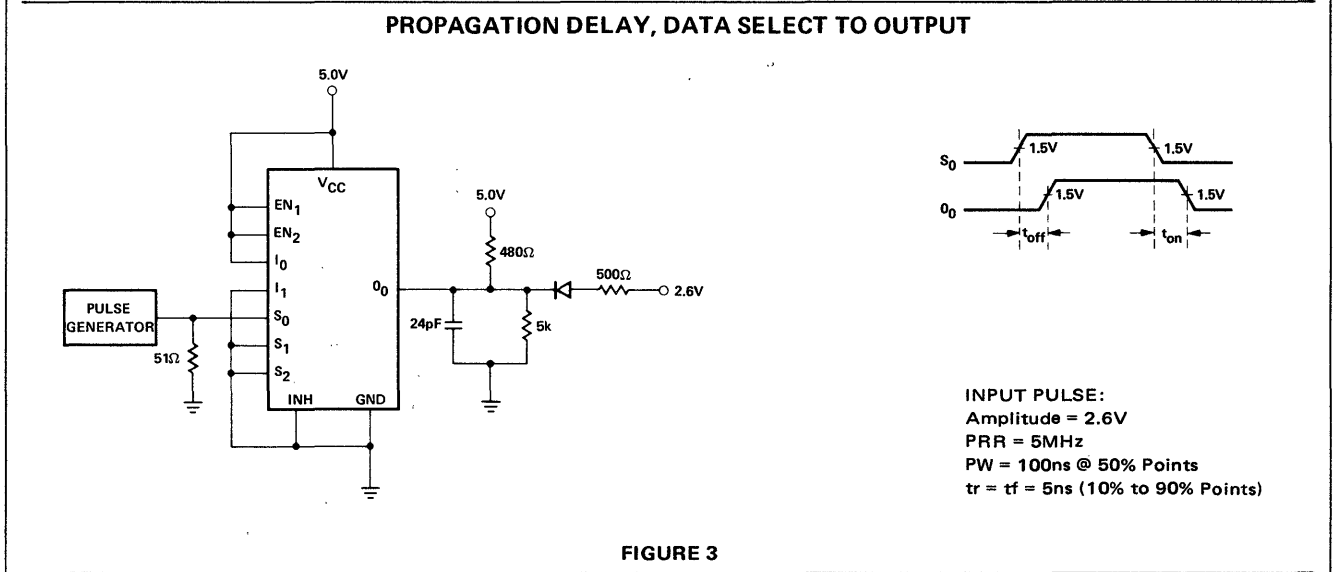 PROPAGATION DELAY, DATA SELECT TO OUTPUT
5.0V
VCC
EN1
EN2
I0
I1
S0
S1
S2
INH GND
PULSE
GENERATOR
51Ω
O0
5.0V
480Ω
24pF
5k
500Ω
2.6V
S0
1.5V
1.5V
O0
1.5V
1.5V
toff
ton
INPUT PULSE:
Amplitude = 2.6V
PRR = 5MHz
PW = 100ns @ 50% Points
tr = tf = 5ns (10% to 90% Points)
FIGURE 3